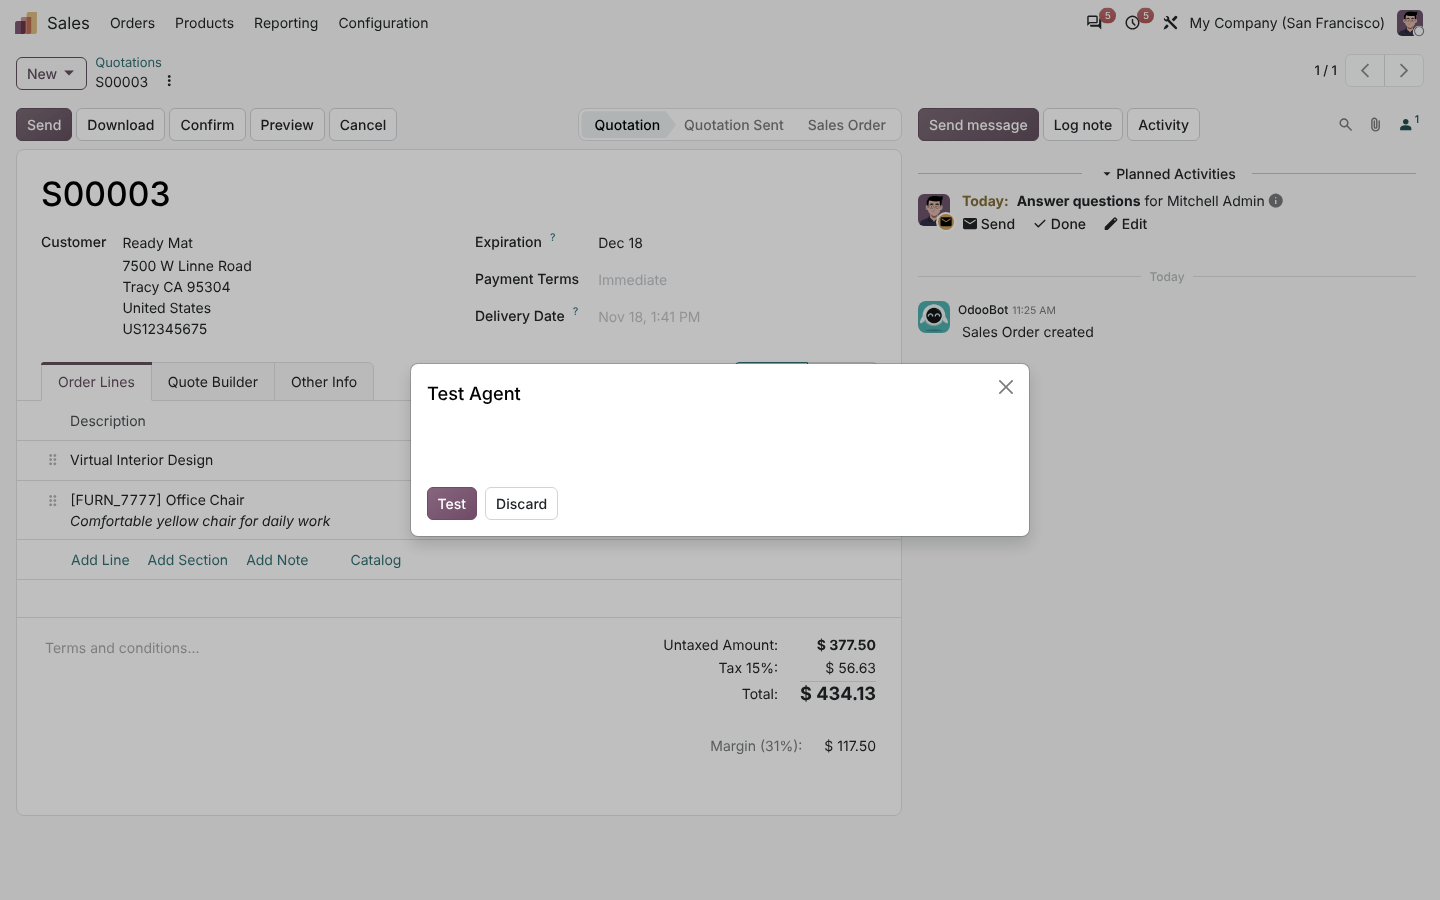 Sales Orders Products Reporting Configuration 5 5 My Company (San Francisco)
New Quotations
S00003
1 / 1
Send Download Confirm Preview Cancel Quotation Quotation Sent Sales Order Send message Log note Activity 1
S00003
Customer Ready Mat
7500 W Linne Road
Tracy CA 95304
United States
US12345675
Expiration ? Dec 18
Payment Terms Immediate
Delivery Date ? Nov 18, 1:41 PM
Order Lines Quote Builder Other Info
Description
Virtual Interior Design
[FURN_7777] Office Chair
Comfortable yellow chair for daily work
Add Line Add Section Add Note Catalog
Terms and conditions...
Untaxed Amount: $ 377.50
Tax 15%: $ 56.63
Total: $ 434.13
Margin (31%): $ 117.50
Test Agent
Test Discard
Planned Activities
Today: Answer questions for Mitchell Admin
Send Done Edit
Today
OdooBot 11:25 AM
Sales Order created